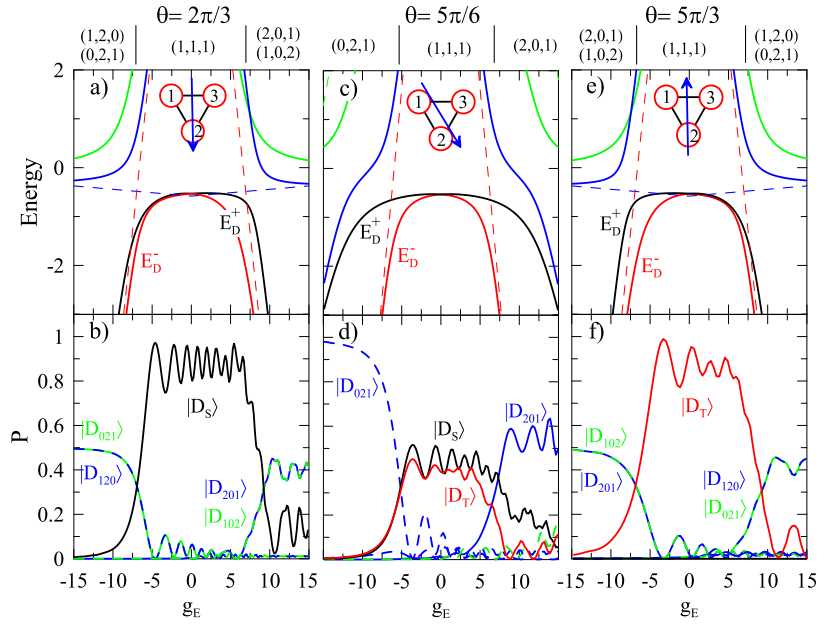 θ= 2π/3
θ= 5π/6
θ= 5π/3
(1,2,0)
(0,2,1)
(1,1,1)
(2,0,1)
(1,0,2)
(0,2,1)
(1,1,1)
(2,0,1)
(2,0,1)
(1,0,2)
(1,1,1)
(1,2,0)
(0,2,1)
2
0
-2
Energy
a)
1
3
2
E_D^+
E_D^-
c)
1
3
2
E_D^+
E_D^-
e)
1
3
2
E_D^+
E_D^-
1
0.8
0.6
0.4
0.2
0
P
b)
|D_021⟩
|D_120⟩
|D_S⟩
|D_201⟩
|D_102⟩
d)
|D_021⟩
|D_S⟩
|D_T⟩
|D_201⟩
f)
|D_102⟩
|D_201⟩
|D_T⟩
|D_120⟩
|D_021⟩
-15 -10 -5 0 5 10 15
-10 -5 0 5 10 15
-15 -10 -5 0 5 10 15
g_E
g_E
g_E